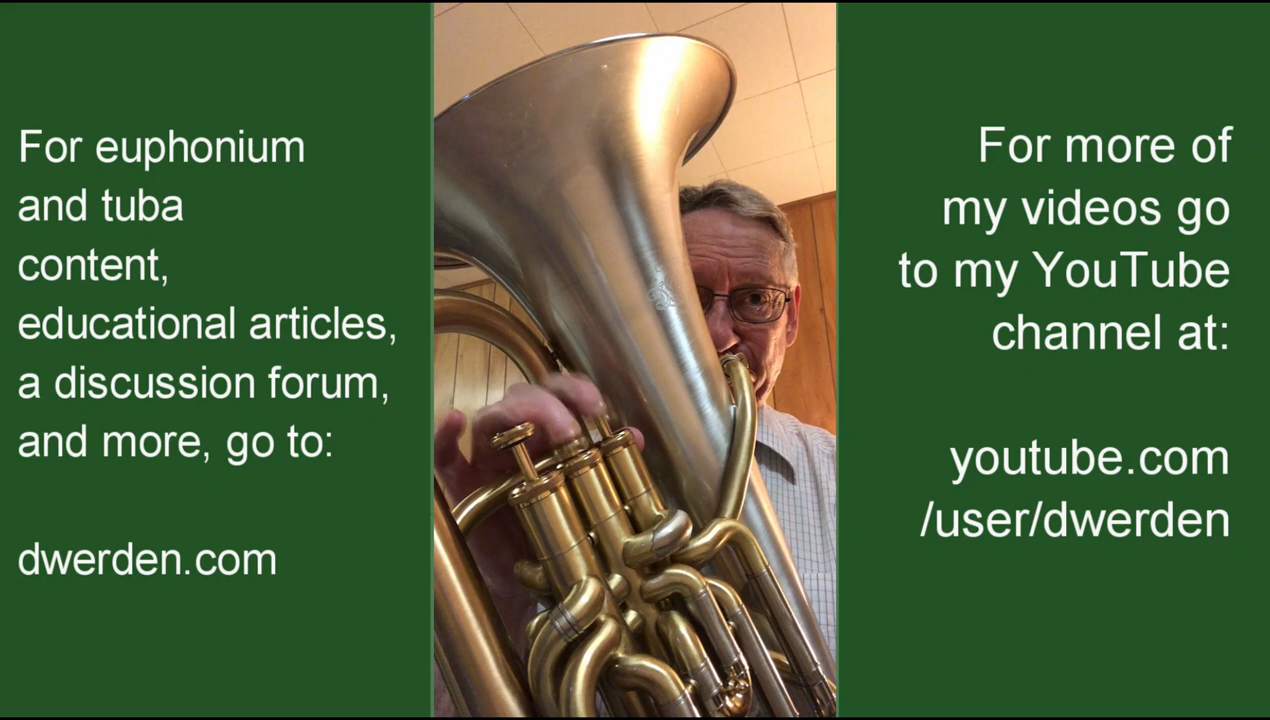 For euphonium
and tuba
content,
educational articles,
a discussion forum,
and more, go to:
dwerden.com
For more of
my videos go
to my YouTube
channel at:
youtube.com
/user/dwerden